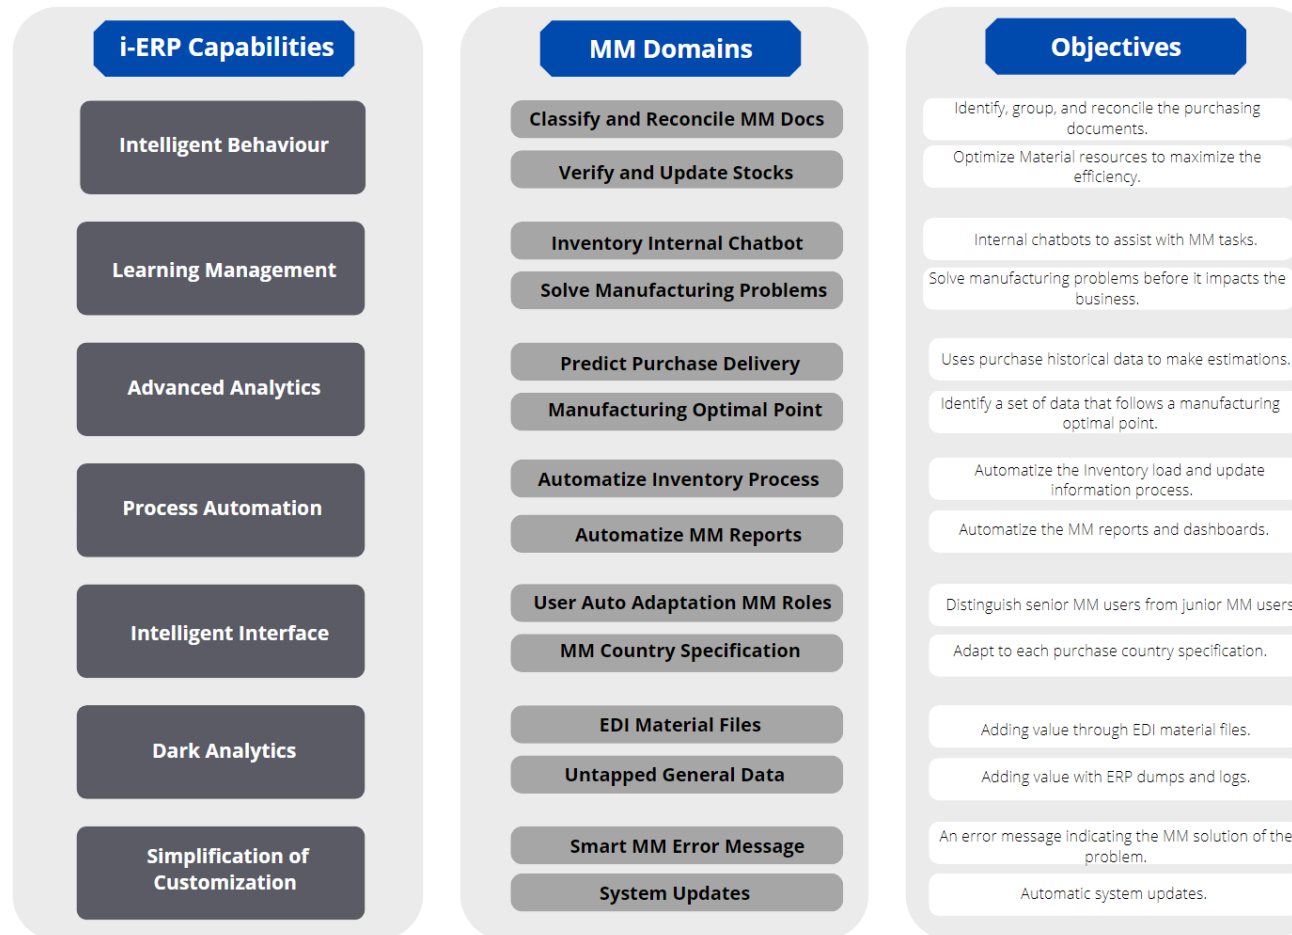 i-ERP Capabilities
MM Domains
Objectives
Intelligent Behaviour
Classify and Reconcile MM Docs
Identify, group, and reconcile the purchasing
documents.
Verify and Update Stocks
Optimize Material resources to maximize the
efficiency.
Learning Management
Inventory Internal Chatbot
Internal chatbots to assist with MM tasks.
Solve Manufacturing Problems
Solve manufacturing problems before it impacts the
business.
Advanced Analytics
Predict Purchase Delivery
Uses purchase historical data to make estimations.
Manufacturing Optimal Point
Identify a set of data that follows a manufacturing
optimal point.
Process Automation
Automatize Inventory Process
Automatize the Inventory load and update
information process.
Automatize MM Reports
Automatize the MM reports and dashboards.
Intelligent Interface
User Auto Adaptation MM Roles
Distinguish senior MM users from junior MM users
MM Country Specification
Adapt to each purchase country specification.
Dark Analytics
EDI Material Files
Adding value through EDI material files.
Untapped General Data
Adding value with ERP dumps and logs.
Simplification of
Customization
Smart MM Error Message
An error message indicating the MM solution of the
problem.
System Updates
Automatic system updates.